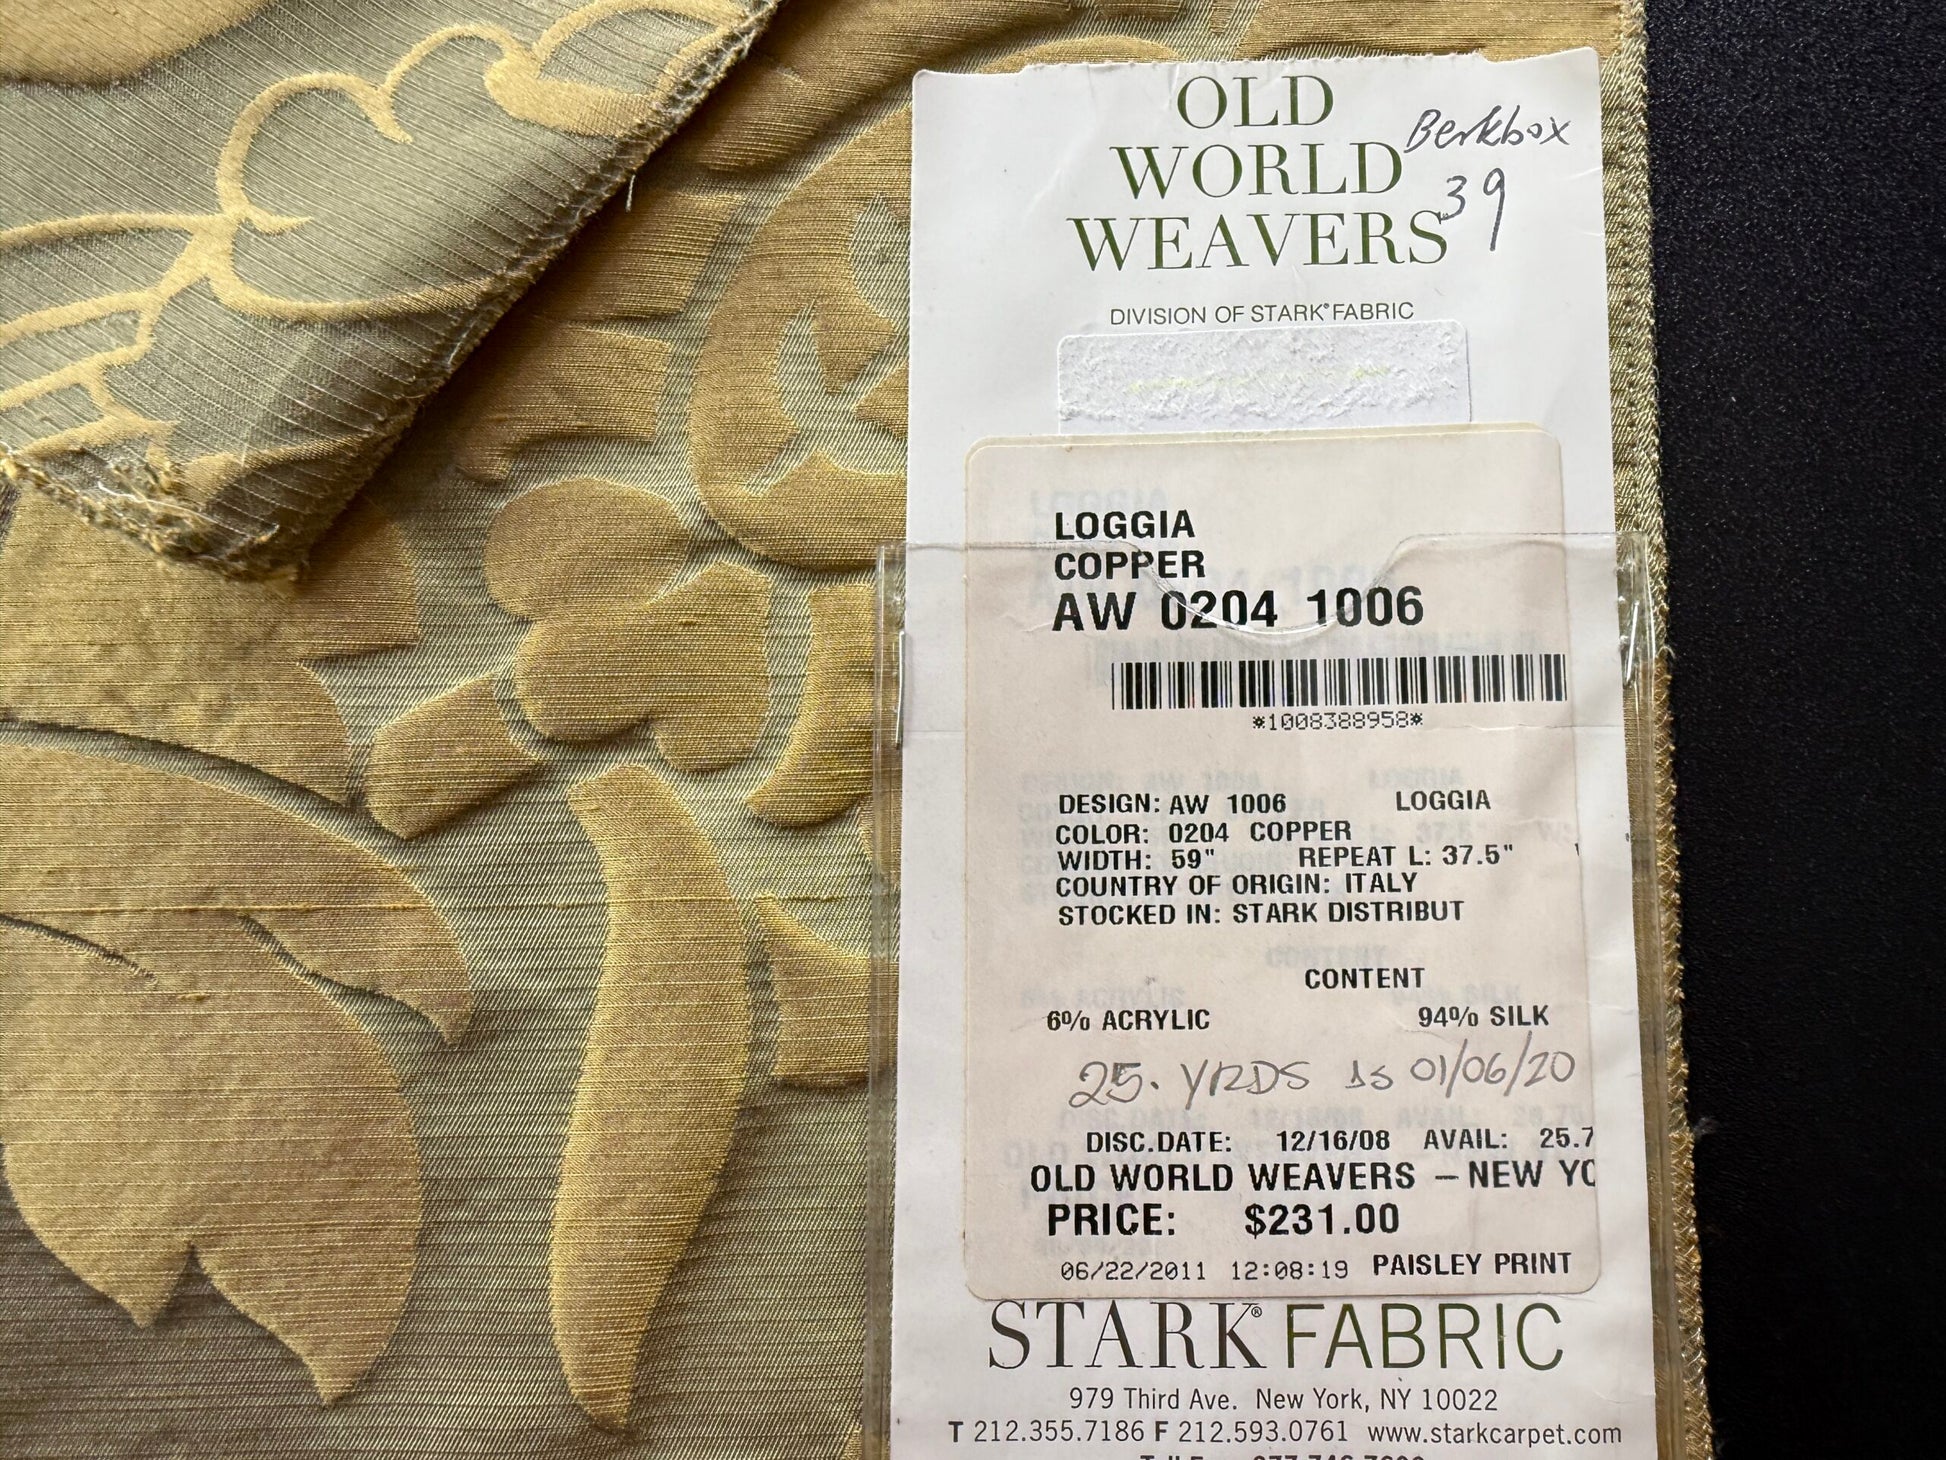 OLD
WORLD
WEAVERS
Berkbox
39
DIVISION OF STARK® FABRIC
LOGGIA
COPPER
AW 0204 1006
*1008388958*
DESIGN: AW 1006 LOGGIA
COLOR: 0204 COPPER
WIDTH: 59" REPEAT L: 37.5"
COUNTRY OF ORIGIN: ITALY
STOCKED IN: STARK DISTRIBUT
CONTENT
6% ACRYLIC 94% SILK
25. YRDS 01/06/20
DISC.DATE: 12/16/08 AVAIL: 25.7
OLD WORLD WEAVERS – NEW YO
PRICE: $231.00
06/22/2011 12:08:19 PAISLEY PRINT
STARK® FABRIC
979 Third Ave. New York, NY 10022
T 212.355.7186 F 212.593.0761 www.starkcarpet.com